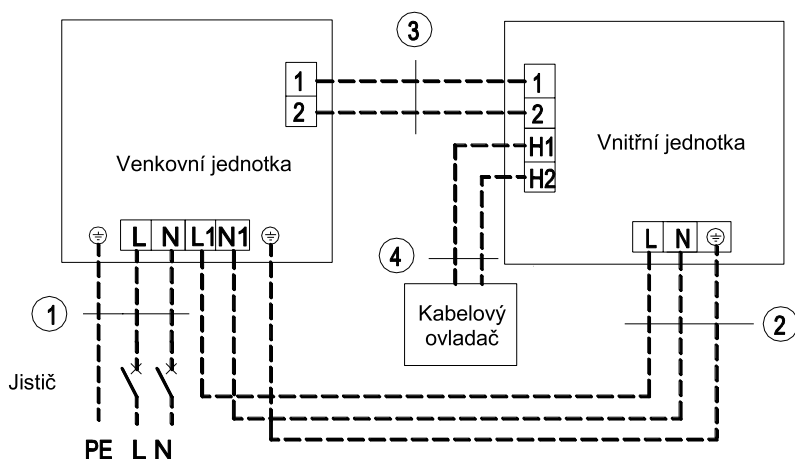 3
1
2
1
2
H1
H2
Venkovní jednotka
Vnitřní jednotka
L N L1 N1
L N
4
1
2
Kabelový
ovladač
Jistič
PE L N